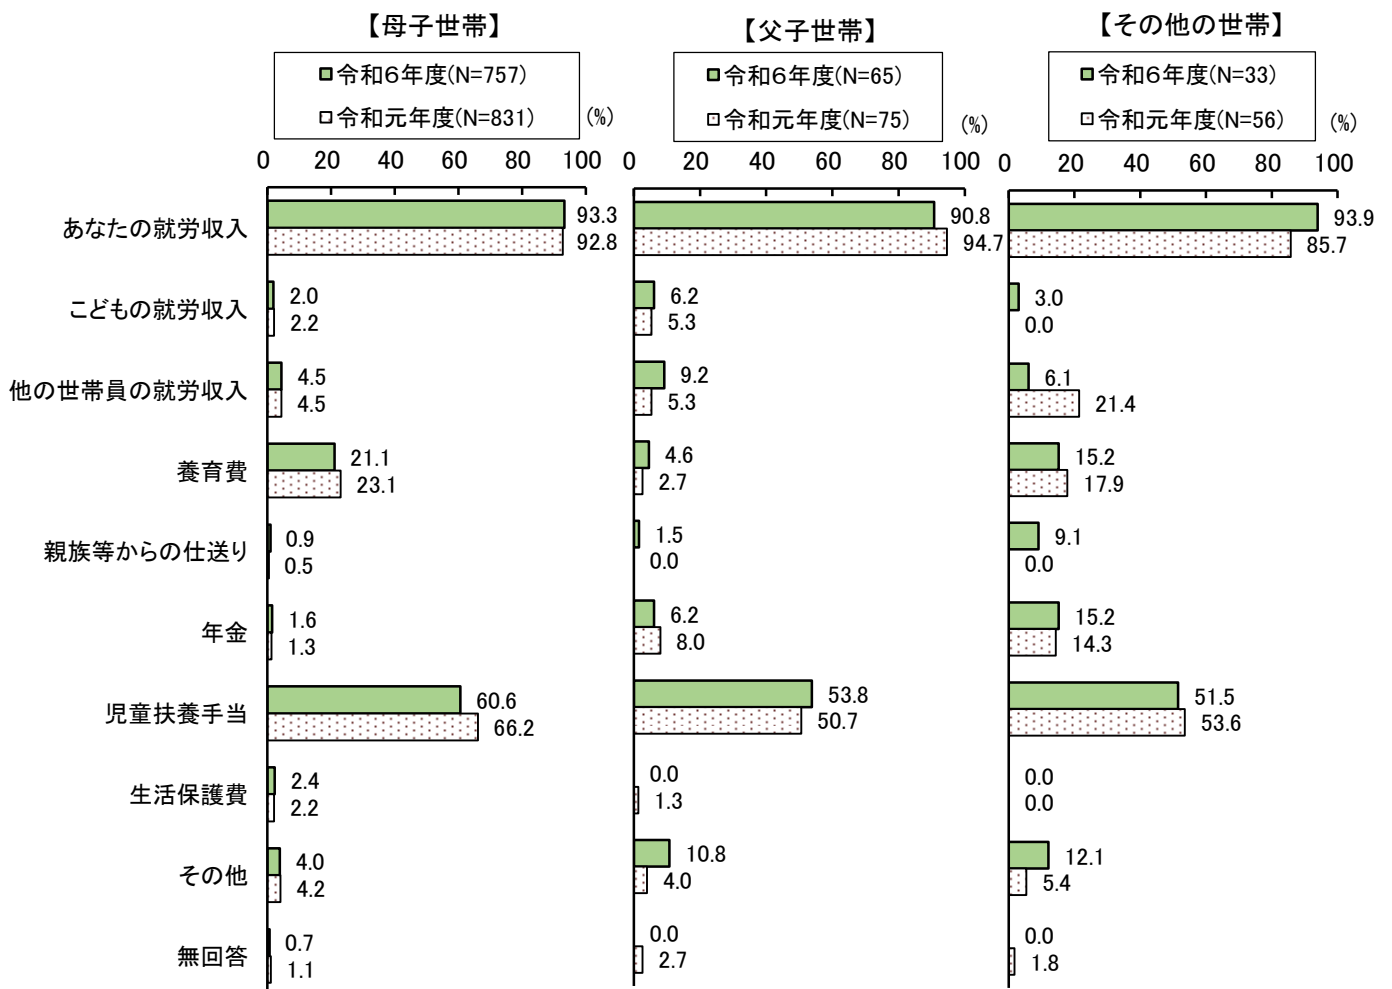 【母子世帯】
令和6年度(N=757)
令和元年度(N=831)
(%)
【父子世帯】
令和6年度(N=65)
令和元年度(N=75)
(%)
【その他の世帯】
令和6年度(N=33)
令和元年度(N=56)
(%)
0 20 40 60 80 100
0 20 40 60 80 100
0 20 40 60 80 100
あなたの就労収入
93.3
92.8
90.8
94.7
93.9
85.7
こどもの就労収入
2.0
2.2
6.2
5.3
3.0
0.0
他の世帯員の就労収入
4.5
4.5
9.2
5.3
6.1
21.4
養育費
21.1
23.1
4.6
2.7
15.2
17.9
親族等からの仕送り
0.9
0.5
1.5
0.0
9.1
0.0
年金
1.6
1.3
6.2
8.0
15.2
14.3
児童扶養手当
60.6
66.2
53.8
50.7
51.5
53.6
生活保護費
2.4
2.2
0.0
1.3
0.0
0.0
その他
4.0
4.2
10.8
4.0
12.1
5.4
無回答
0.7
1.1
0.0
2.7
0.0
1.8